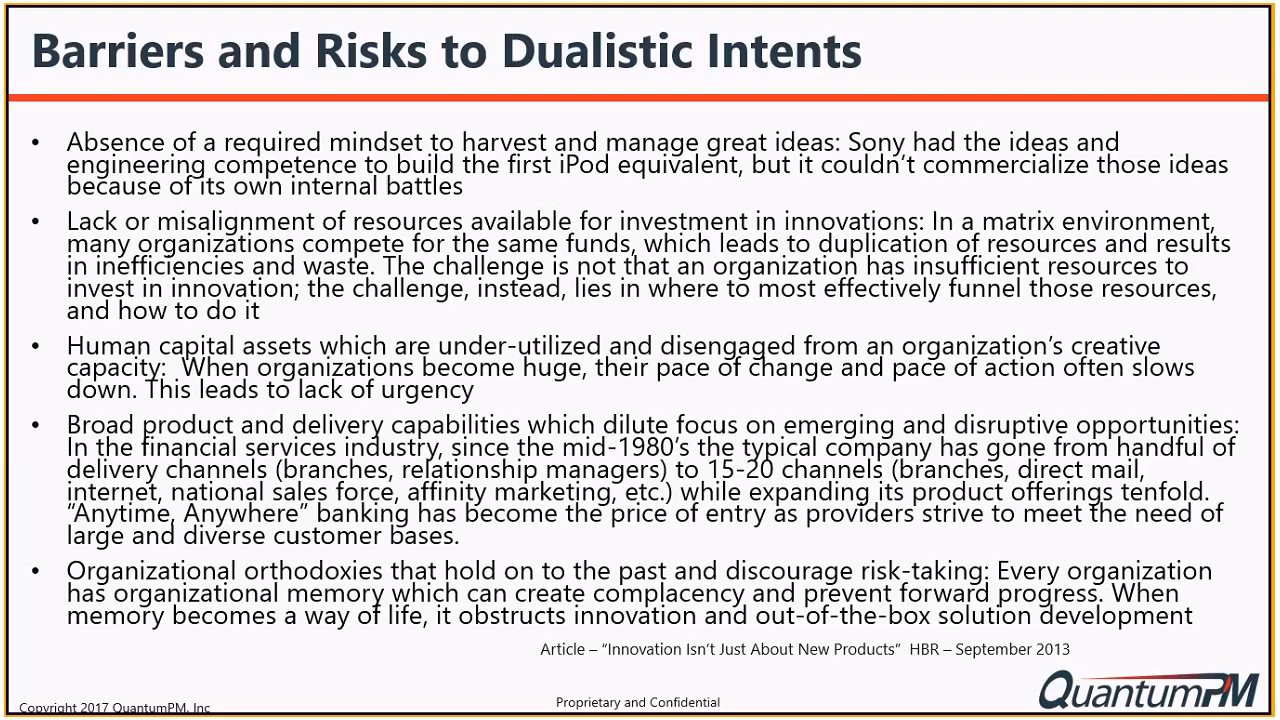 Barriers and Risks to Dualistic Intents
• Absence of a required mindset to harvest and manage great ideas: Sony had the ideas and
engineering competence to build the first iPod equivalent, but it couldn't commercialize those ideas
because of its own internal battles
• Lack or misalignment of resources available for investment in innovations: In a matrix environment,
many organizations compete for the same funds, which leads to duplication of resources and results
in inefficiencies and waste. The challenge is not that an organization has insufficient resources to
invest in innovation; the challenge, instead, lies in where to most effectively funnel those resources,
and how to do it
• Human capital assets which are under-utilized and disengaged from an organization's creative
capacity:  When organizations become huge, their pace of change and pace of action often slows
down. This leads to lack of urgency
• Broad product and delivery capabilities which dilute focus on emerging and disruptive opportunities:
In the financial services industry, since the mid-1980's the typical company has gone from handful of
delivery channels (branches, relationship managers) to 15-20 channels (branches, direct mail,
internet, national sales force, affinity marketing, etc.) while expanding its product offerings tenfold.
"Anytime, Anywhere" banking has become the price of entry as providers strive to meet the need of
large and diverse customer bases.
• Organizational orthodoxies that hold on to the past and discourage risk-taking: Every organization
has organizational memory which can create complacency and prevent forward progress. When
memory becomes a way of life, it obstructs innovation and out-of-the-box solution development
Article – "Innovation Isn't Just About New Products"  HBR – September 2013
Copyright 2017 QuantumPM, Inc
Proprietary and Confidential
QuantumPM